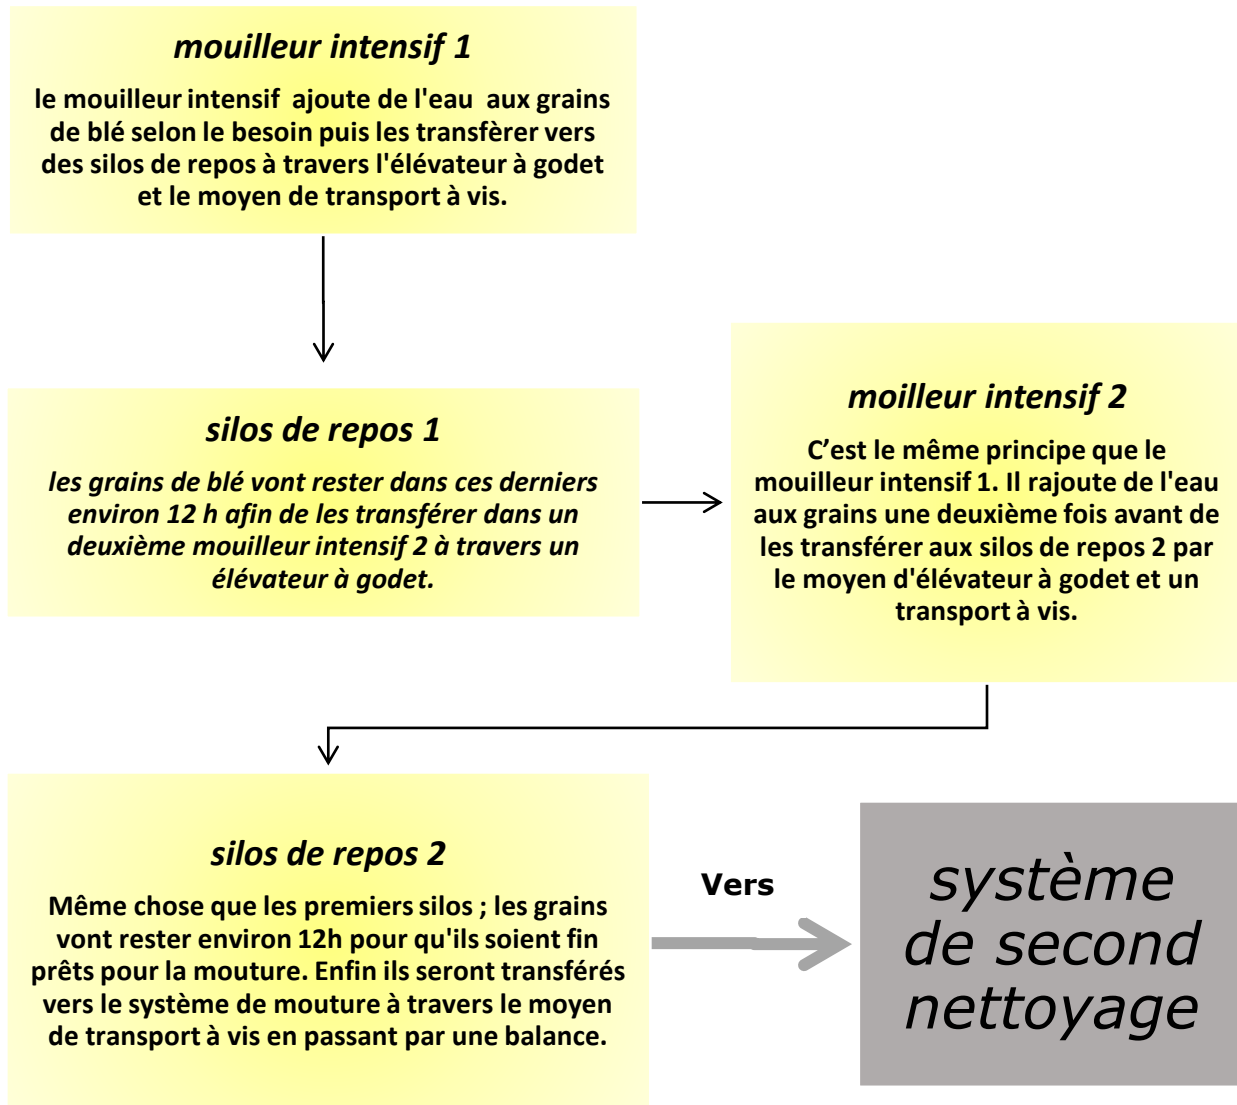 mouilleur intensif 1
le mouilleur intensif ajoute de l'eau aux grains
de blé selon le besoin puis les transfèrer vers
des silos de repos à travers l'élévateur à godet
et le moyen de transport à vis.
silos de repos 1
les grains de blé vont rester dans ces derniers
environ 12 h afin de les transférer dans un
deuxième mouilleur intensif 2 à travers un
élévateur à godet.
moilleur intensif 2
C’est le même principe que le
mouilleur intensif 1. Il rajoute de l'eau
aux grains une deuxième fois avant de
les transférer aux silos de repos 2 par
le moyen d'élévateur à godet et un
transport à vis.
silos de repos 2
Même chose que les premiers silos ; les grains
vont rester environ 12h pour qu'ils soient fin
prêts pour la mouture. Enfin ils seront transférés
vers le système de mouture à travers le moyen
de transport à vis en passant par une balance.
Vers
système
de second
nettoyage